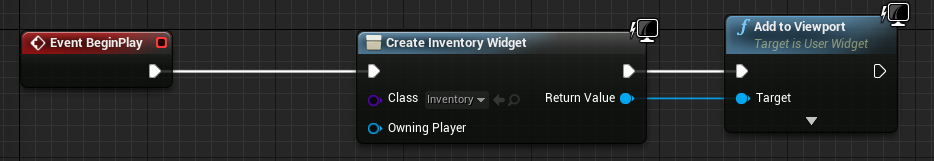 Event BeginPlay
Create Inventory Widget
Class Inventory
Return Value
Owning Player
f Add to Viewport
Target is User Widget
Target